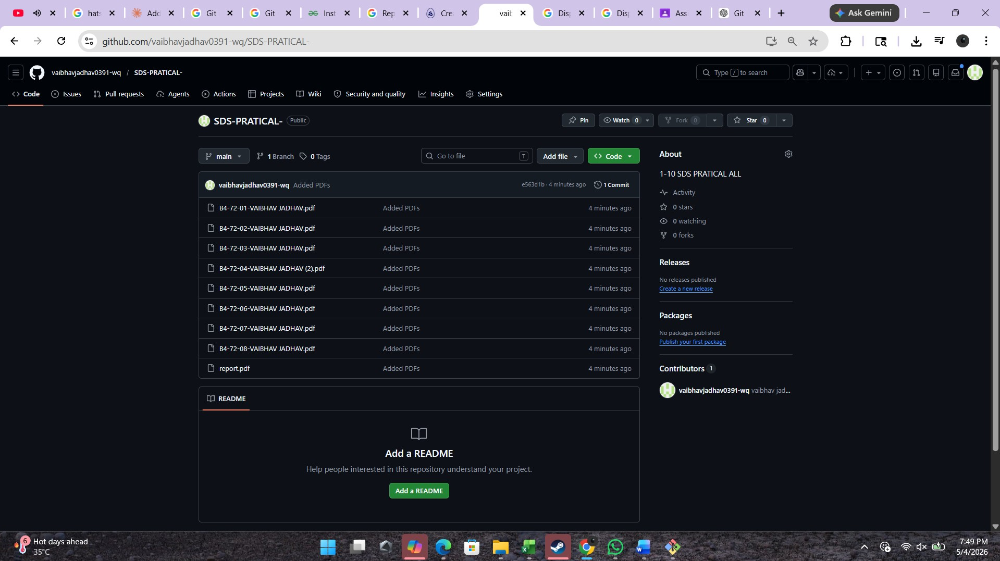 hats
Add
Git
Git
Inst
Rep
Cre
vaib
Disp
Disp
Ass
Git
Ask Gemini
github.com/vaibhavjadhav0391-wq/SDS-PRATICAL-
vaibhavjadhav0391-wq / SDS-PRATICAL-
Type / to search
Code Issues Pull requests Agents Actions Projects Wiki Security and quality Insights Settings
SDS-PRATICAL- Public
Pin Watch 0 Fork 0 Star 0
main 1 Branch 0 Tags
Go to file T
Add file
Code
vaibhavjadhav0391-wq Added PDFs e563d1b · 4 minutes ago 1 Commit
B4-72-01-VAIBHAV JADHAV.pdf Added PDFs 4 minutes ago
B4-72-02-VAIBHAV JADHAV.pdf Added PDFs 4 minutes ago
B4-72-03-VAIBHAV JADHAV.pdf Added PDFs 4 minutes ago
B4-72-04-VAIBHAV JADHAV (2).pdf Added PDFs 4 minutes ago
B4-72-05-VAIBHAV JADHAV.pdf Added PDFs 4 minutes ago
B4-72-06-VAIBHAV JADHAV.pdf Added PDFs 4 minutes ago
B4-72-07-VAIBHAV JADHAV.pdf Added PDFs 4 minutes ago
B4-72-08-VAIBHAV JADHAV.pdf Added PDFs 4 minutes ago
report.pdf Added PDFs 4 minutes ago
README
Add a README
Help people interested in this repository understand your project.
Add a README
About
1-10 SDS PRATICAL ALL
Activity
0 stars
0 watching
0 forks
Releases
No releases published
Create a new release
Packages
No packages published
Publish your first package
Contributors 1
vaibhavjadhav0391-wq vaibhav jad...
6
Hot days ahead
35°C
7:49 PM
5/4/2026